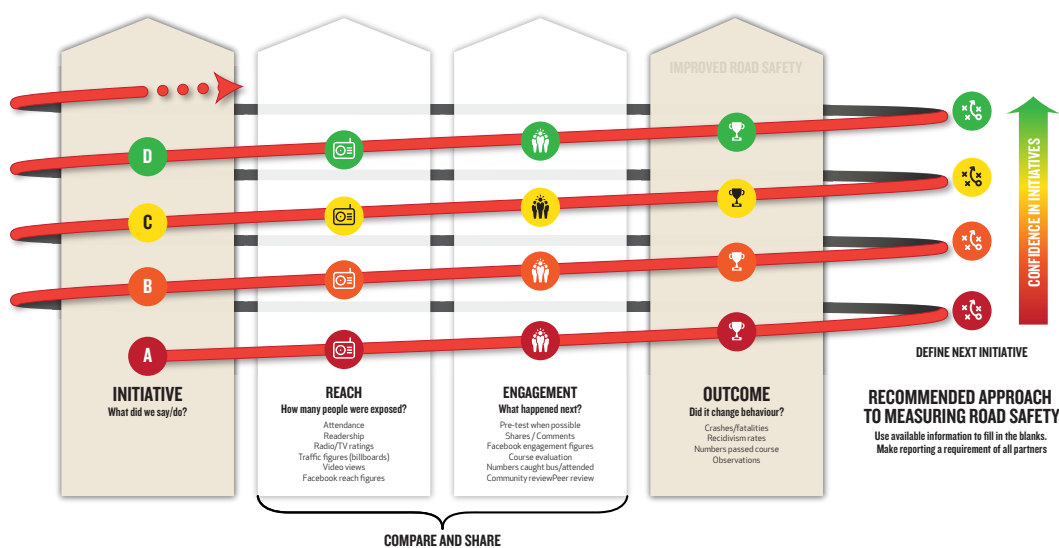 IMPROVED ROAD SAFETY
D
C
B
A
CONFIDENCE IN INITIATIVES
DEFINE NEXT INITIATIVE
INITIATIVE
What did we say/do?
REACH
How many people were exposed?
Attendance
Readership
Radio/TV ratings
Traffic figures (billboards)
Video views
Facebook reach figures
ENGAGEMENT
What happened next?
Pre-test when possible
Shares / Comments
Facebook engagement figures
Course evaluation
Numbers caught bus/attended
Community reviewPeer review
OUTCOME
Did it change behaviour?
Crashes/fatalities
Recidivism rates
Numbers passed course
Observations
RECOMMENDED APPROACH
TO MEASURING ROAD SAFETY
Use available information to fill in the blanks.
Make reporting a requirement of all partners
COMPARE AND SHARE